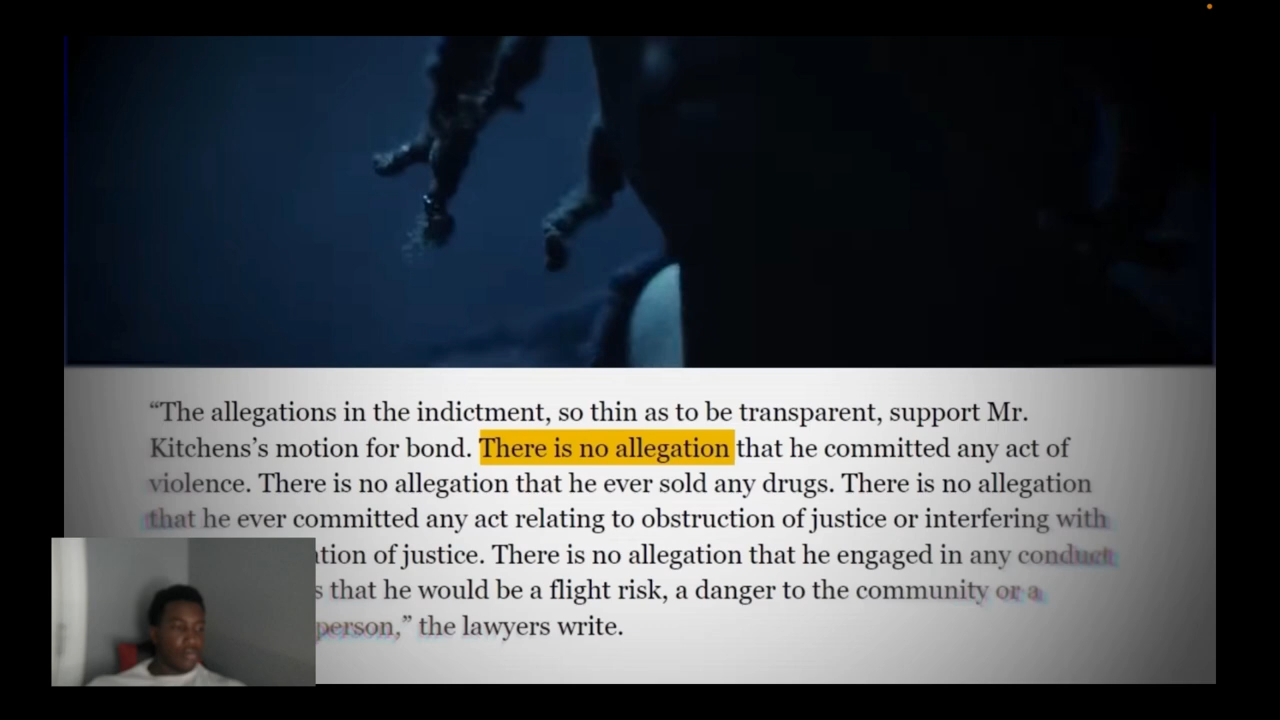 “The allegations in the indictment, so thin as to be transparent, support Mr.
Kitchens’s motion for bond. There is no allegation that he committed any act of
violence. There is no allegation that he ever sold any drugs. There is no allegation
that he ever committed any act relating to obstruction of justice or interfering with
of justice. There is no allegation that he engaged in any conduct
that he would be a flight risk, a danger to the community or a
person,” the lawyers write.